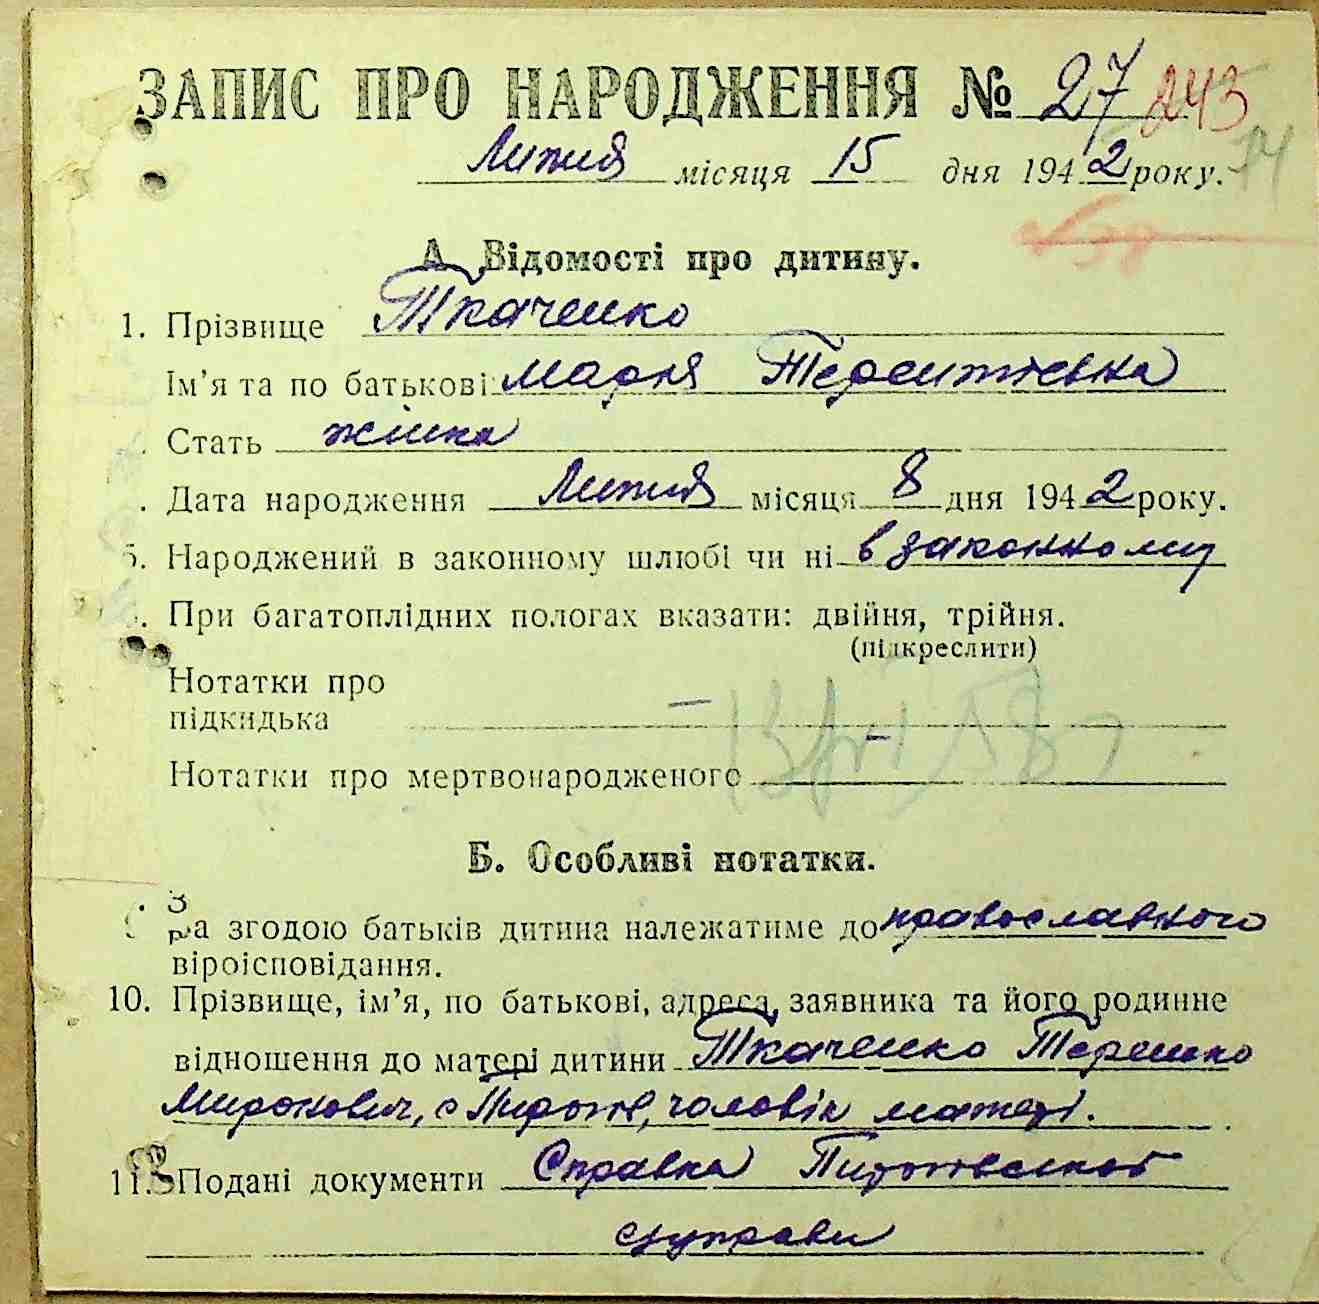 ЗАПИС ПРО НАРОДЖЕННЯ № 27 243
Липня місяця 15 дня 1942 року.
А. Відомості про дитину.
1. Прізвище Ткаченко
Ім’я та по батькові Марія Терентіевна
. Стать жінка
. Дата народження Липня місяця 8 дня 1942 року.
5. Народжений в законному шлюбі чи ні в законному
. При багатоплідних пологах вказати: двійня, трійня.
(підкреслити)
Нотатки про
підкидька —
Нотатки про мертвонародженого –
Б. Особливі нотатки.
За згодою батьків дитина належатиме до православного
віроісповідання.
10. Прізвище, ім’я, по батькові, адреса, заявника та його родинне
відношення до матері дитини Ткаченко Терешко
Миронович, с Пироги, чоловік матері.
11. Подані документи Справка
с/управи